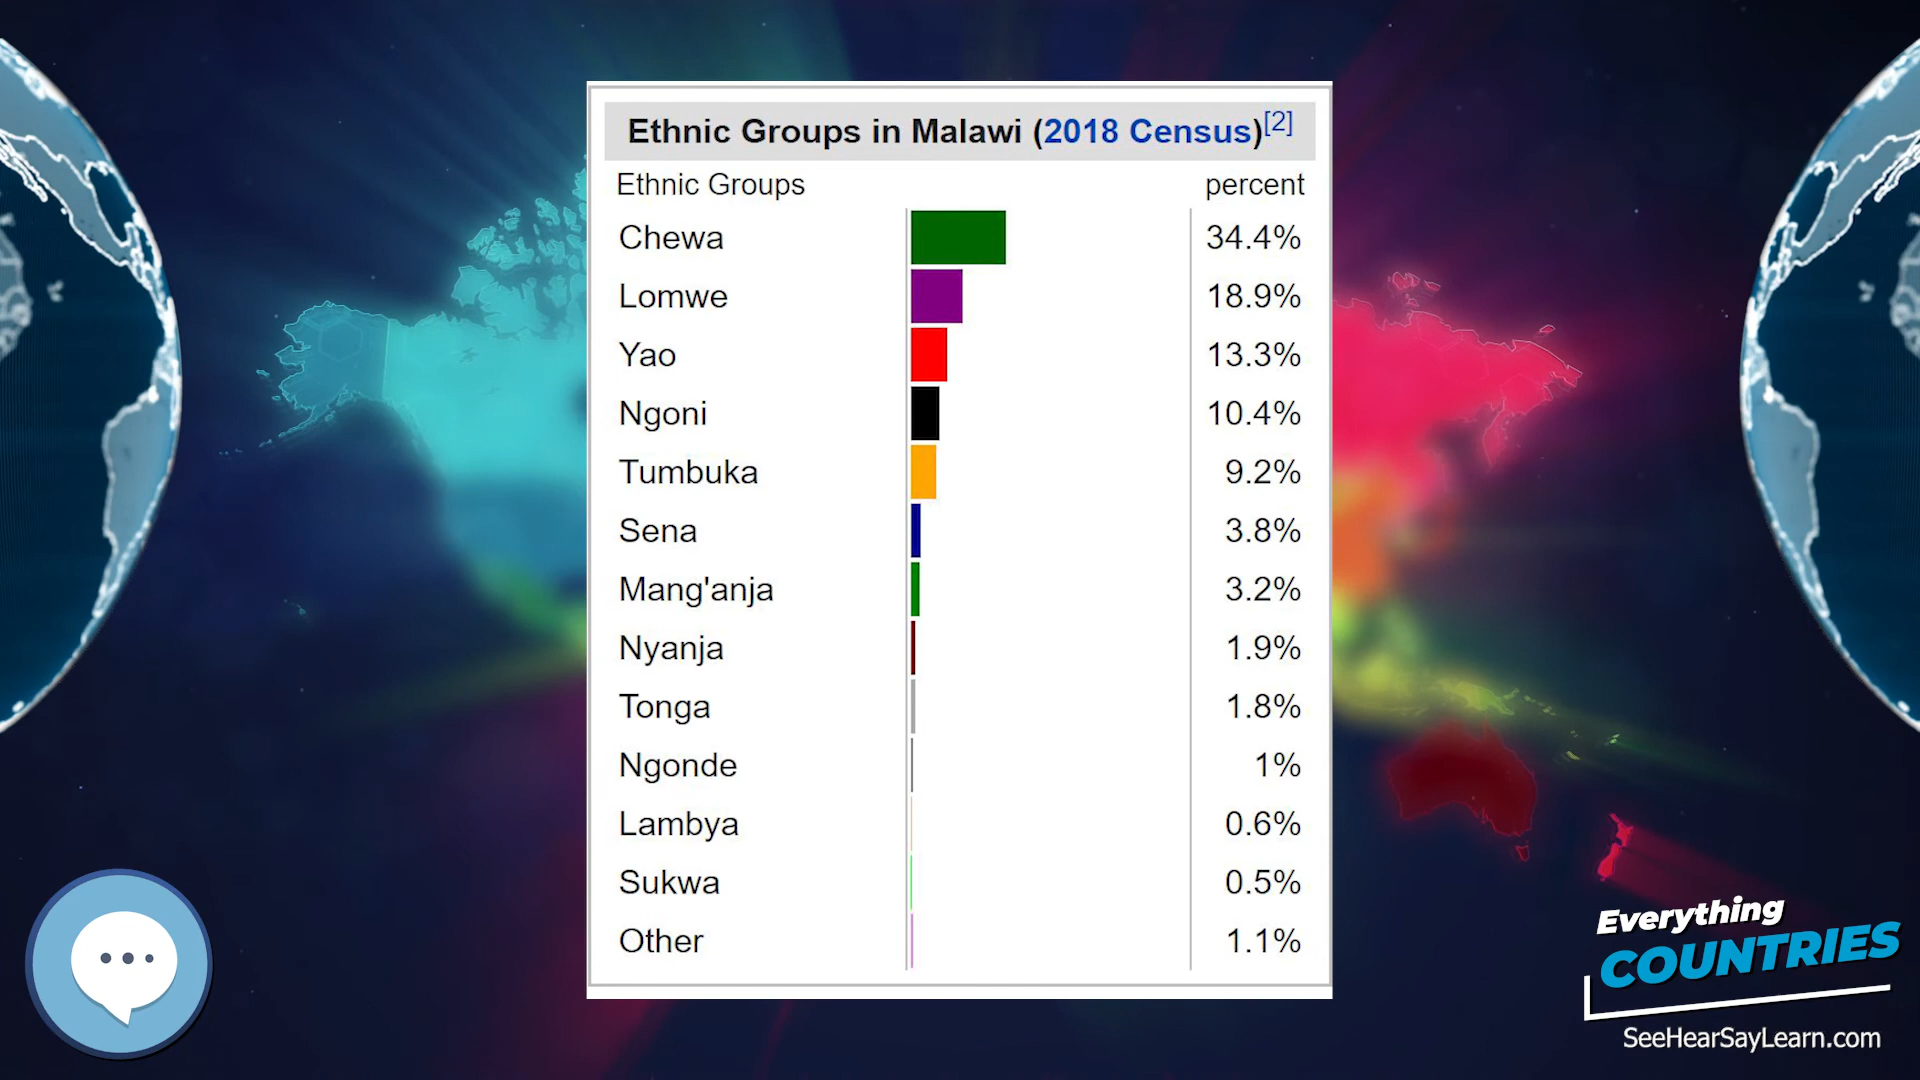 Ethnic Groups in Malawi (2018 Census)[2]
Ethnic Groups percent
Chewa 34.4%
Lomwe 18.9%
Yao 13.3%
Ngoni 10.4%
Tumbuka 9.2%
Sena 3.8%
Mang'anja 3.2%
Nyanja 1.9%
Tonga 1.8%
Ngonde 1%
Lambya 0.6%
Sukwa 0.5%
Other 1.1%
Everything
COUNTRIES
SeeHearSayLearn.com